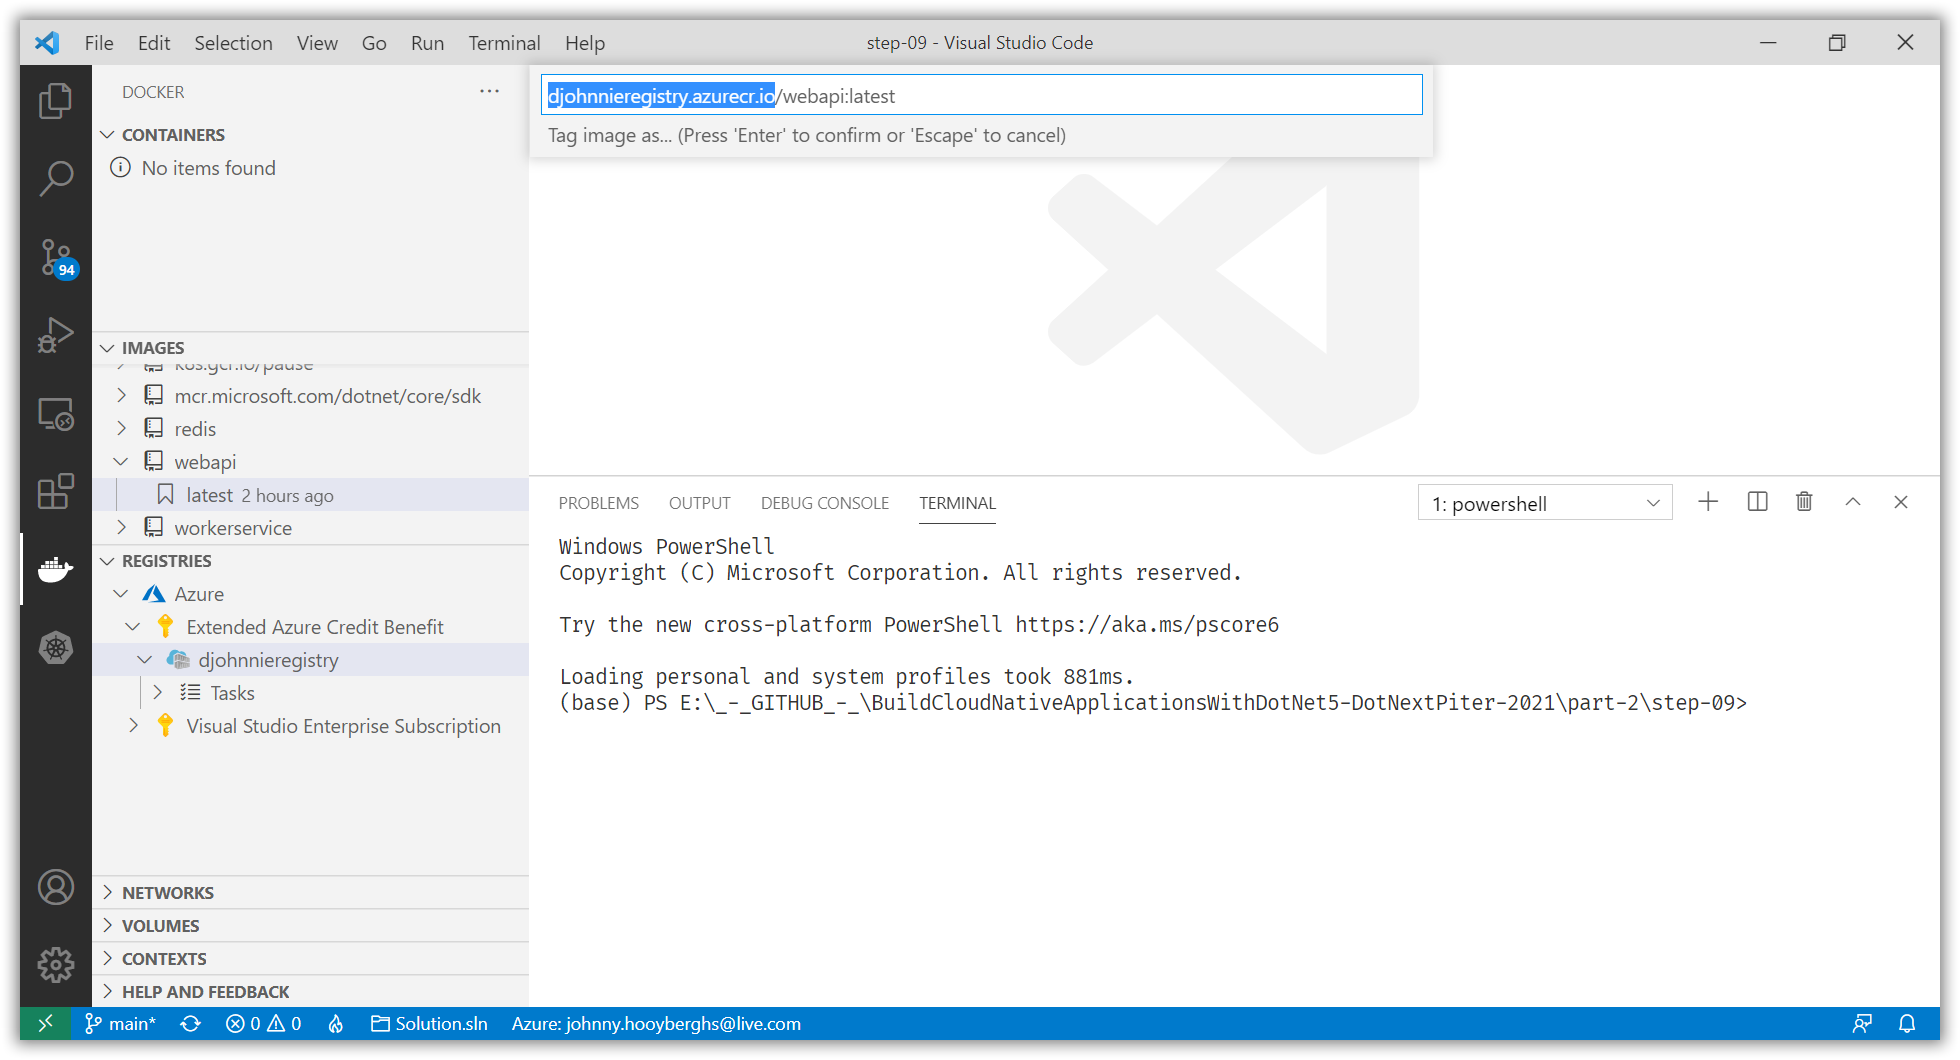 File Edit Selection View Go Run Terminal Help
step-09 - Visual Studio Code
DOCKER
CONTAINERS
No items found
94
IMAGES
k8s.gcr.io/pause
mcr.microsoft.com/dotnet/core/sdk
redis
webapi
latest 2 hours ago
workerservice
REGISTRIES
Azure
Extended Azure Credit Benefit
djohnnieregistry
Tasks
Visual Studio Enterprise Subscription
NETWORKS
VOLUMES
CONTEXTS
HELP AND FEEDBACK
djohnnieregistry.azurecr.io/webapi:latest
Tag image as... (Press 'Enter' to confirm or 'Escape' to cancel)
PROBLEMS OUTPUT DEBUG CONSOLE TERMINAL
1: powershell
Windows PowerShell
Copyright (C) Microsoft Corporation. All rights reserved.
Try the new cross-platform PowerShell https://aka.ms/pscore6
Loading personal and system profiles took 881ms.
(base) PS E:\_-_GITHUB_-_\BuildCloudNativeApplicationsWithDotNet5-DotNextPiter-2021\part-2\step-09>
main* 0 0 Solution.sln Azure: johnny.hooyberghs@live.com